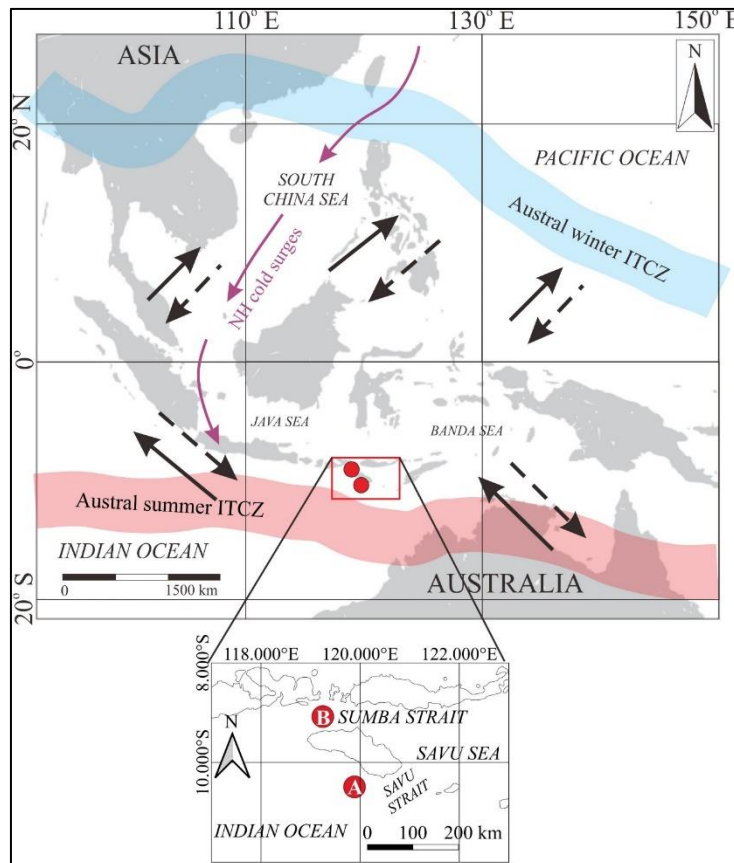 110° E
130° E
150° E
ASIA
N
20° N
PACIFIC OCEAN
SOUTH
CHINA SEA
Austral winter ITCZ
NH cold surges
0°
JAVA SEA
BANDA SEA
Austral summer ITCZ
INDIAN OCEAN
0
1500 km
AUSTRALIA
20° S
118.000°E
120.000°E
122.000°E
8.000°S
B
SUMBA STRAIT
N
SAVU SEA
10.000°S
A
SAVU
STRAIT
INDIAN OCEAN
0
100
200 km